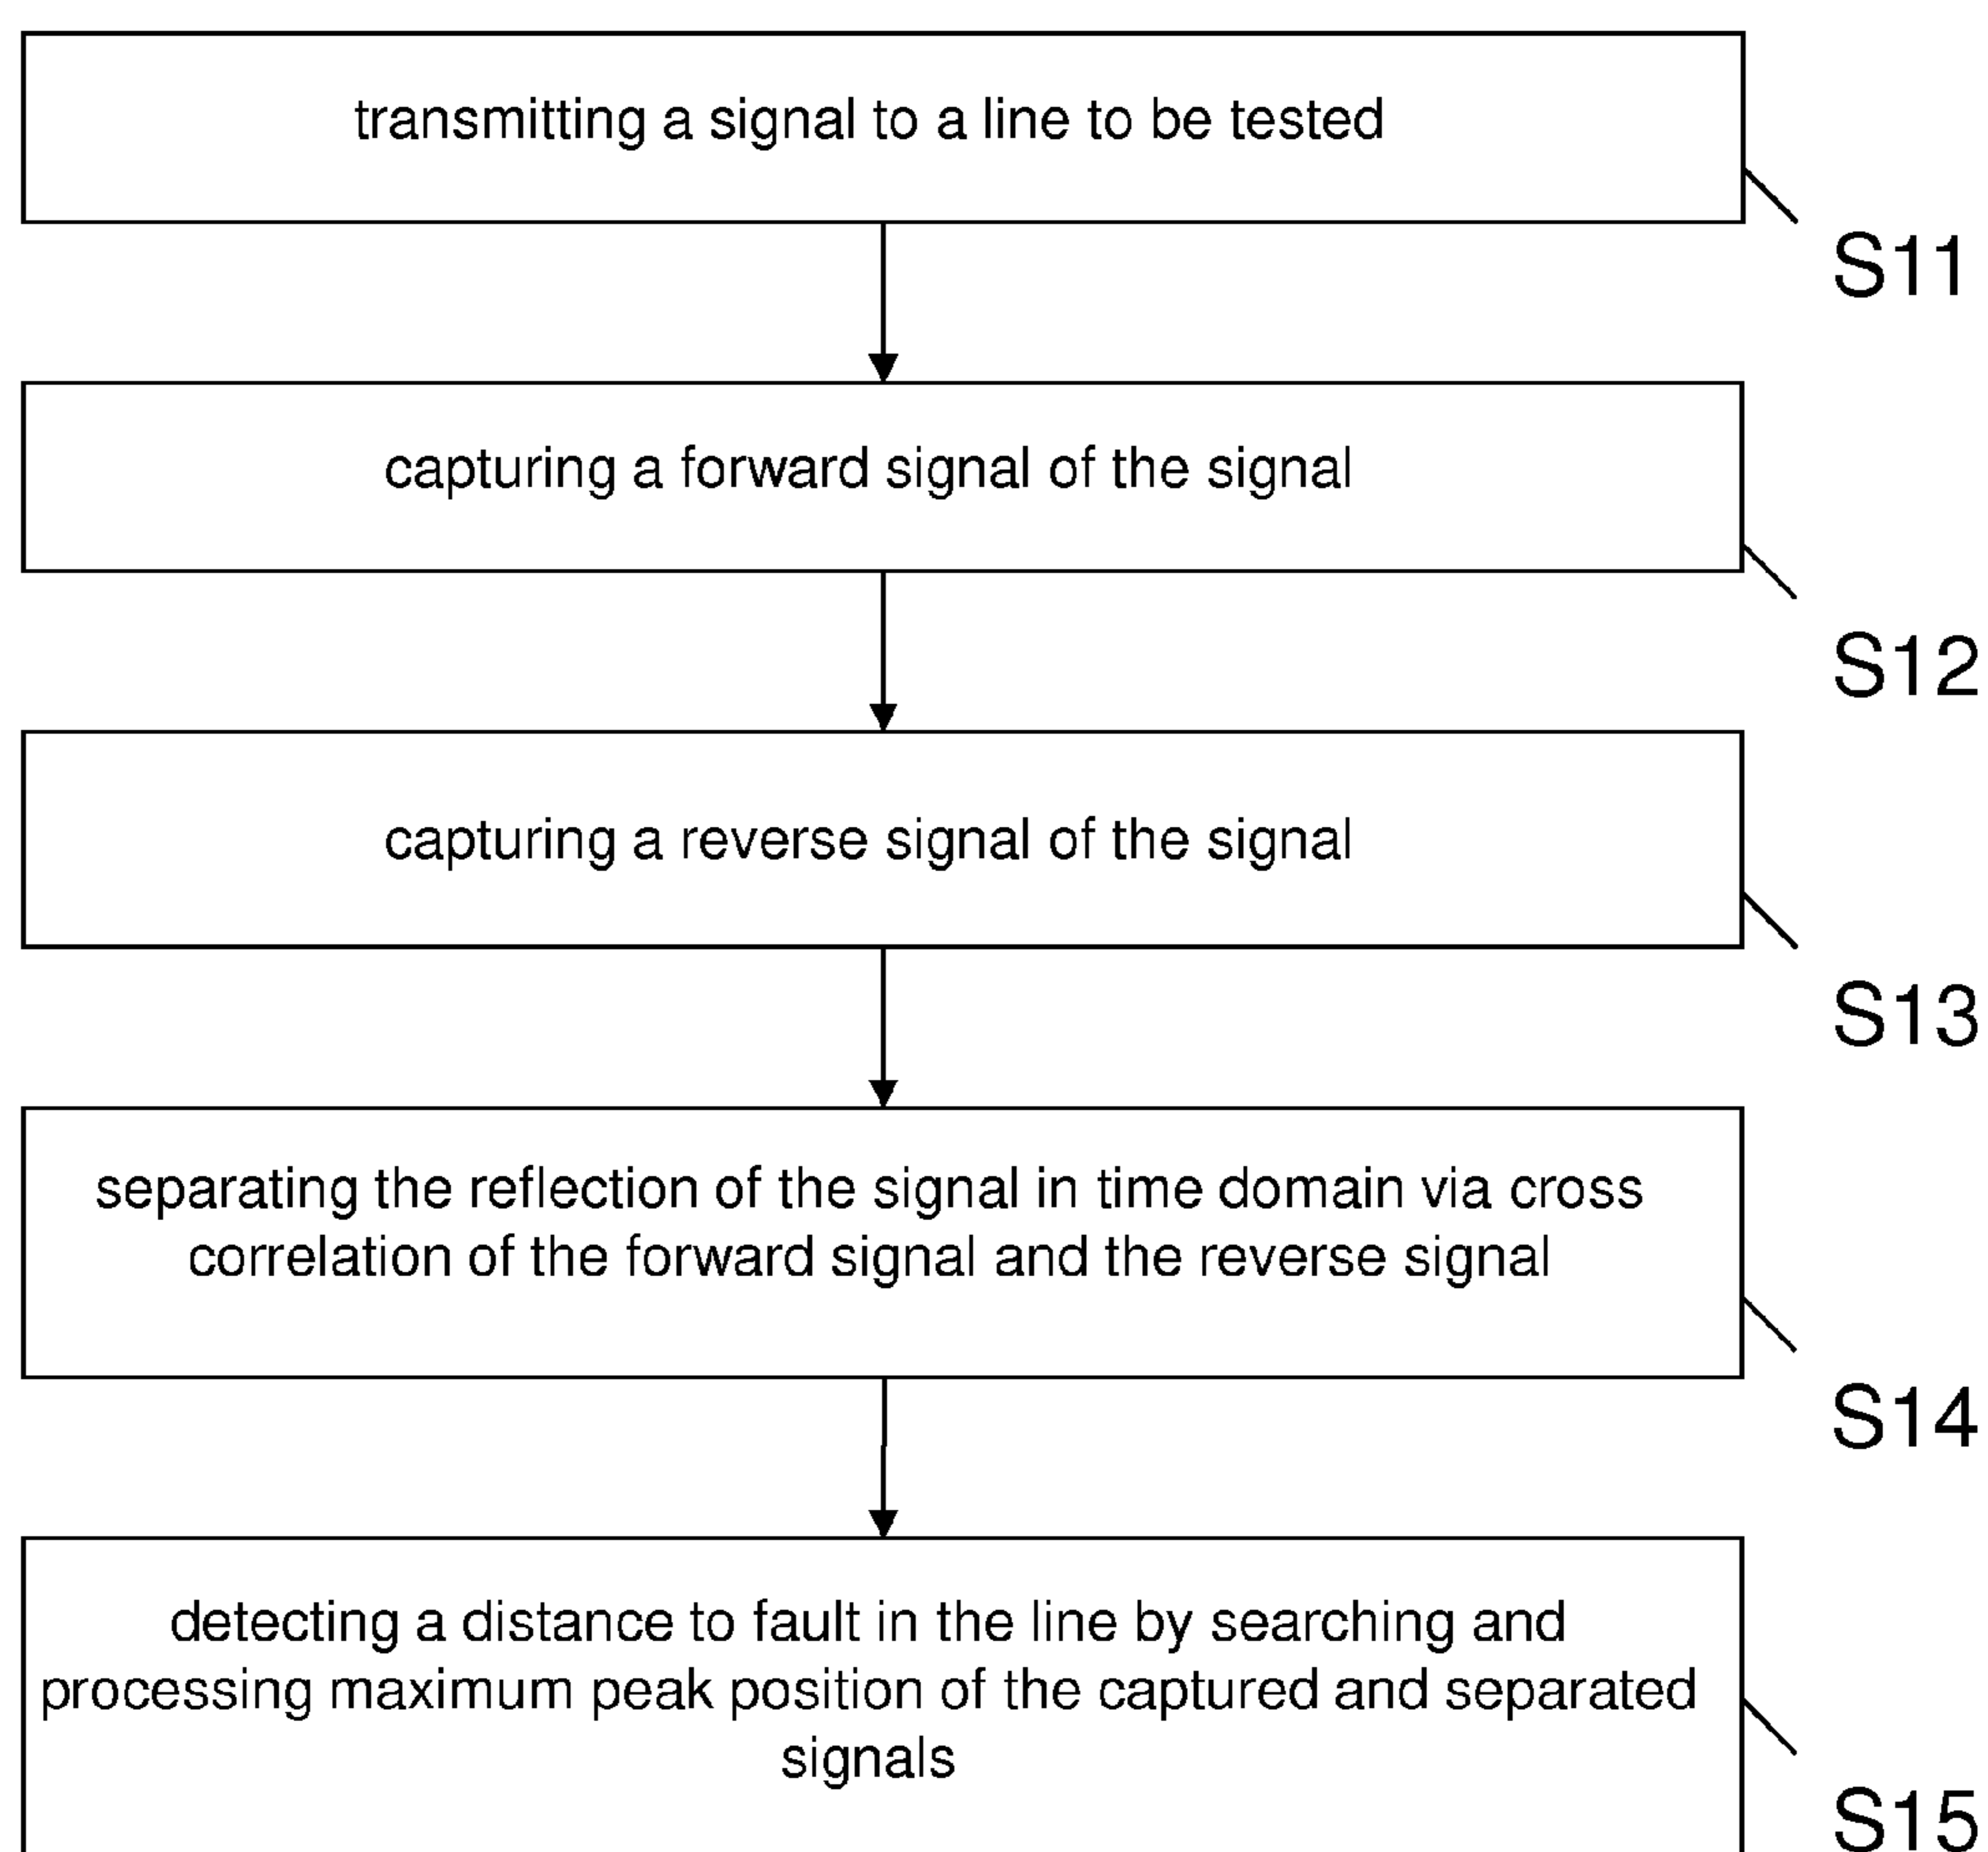 transmitting a signal to a line to be tested
S11
capturing a forward signal of the signal
S12
capturing a reverse signal of the signal
S13
separating the reflection of the signal in time domain via cross
correlation of the forward signal and the reverse signal
S14
detecting a distance to fault in the line by searching and
processing maximum peak position of the captured and separated
signals
S15